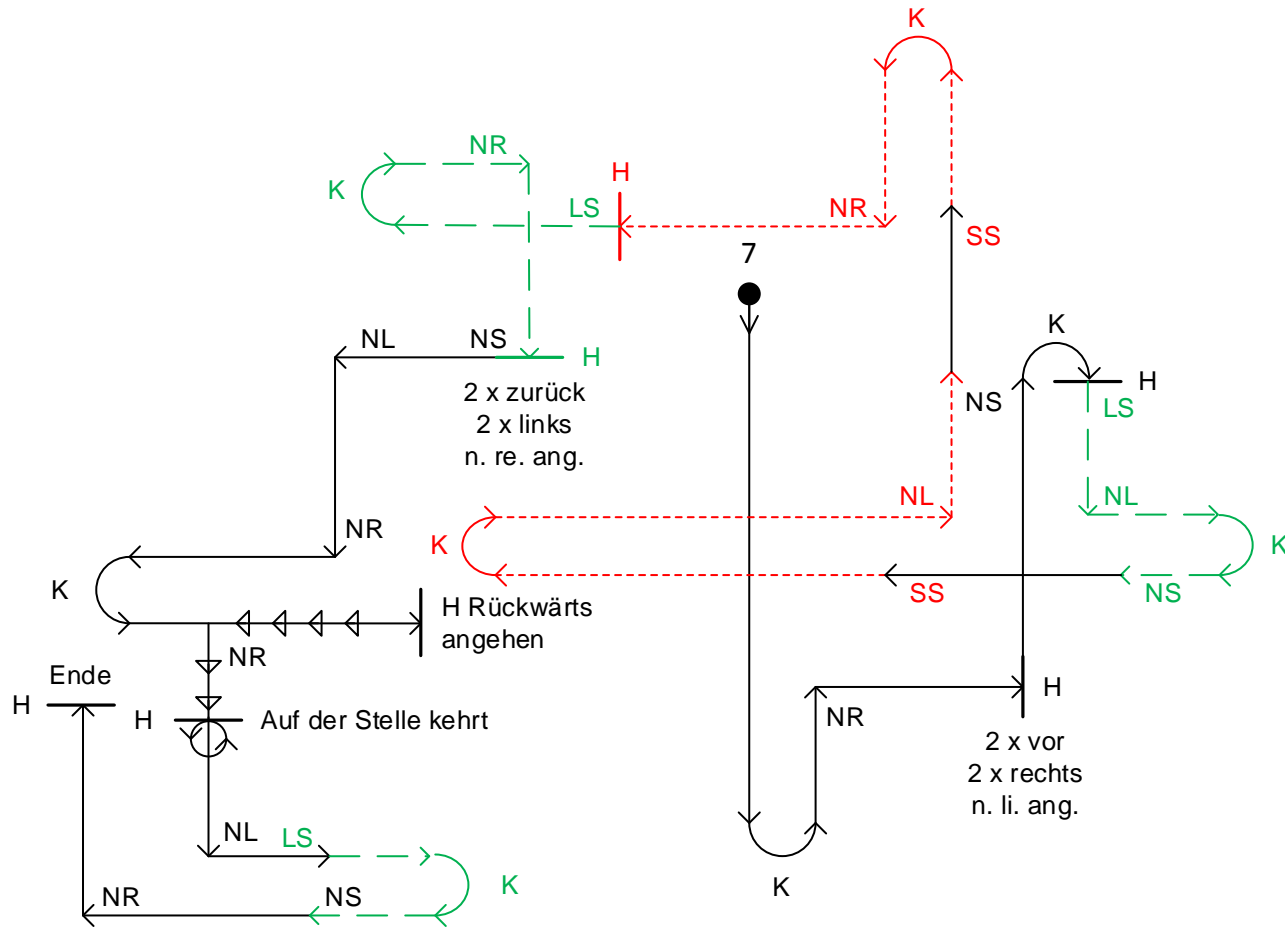 K
NR
H
K
LS
NR
7
SS
NL
NS
H
K
2 x zurück
2 x links
n. re. ang.
NS
H
LS
NL
NL
NR
K
K
K
SS
NS
H Rückwärts
angehen
NR
Ende
H
H
Auf der Stelle kehrt
NR
H
2 x vor
2 x rechts
n. li. ang.
NL
LS
K
K
NR
NS